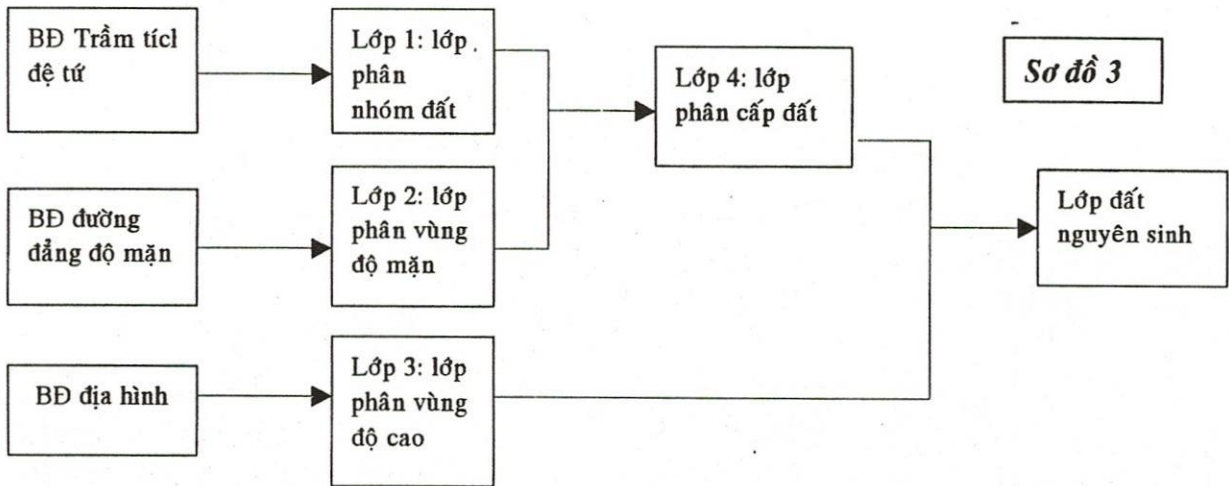 BĐ Trầm tícl
đệ tứ
Lớp 1: lớp
phân
nhóm đất
Lớp 4: lớp
phân cấp đất
Sơ đồ 3
BĐ đường
đẳng độ mặn
Lớp 2: lớp
phân vùng
độ mặn
Lớp đất
nguyên sinh
BĐ địa hình
Lớp 3: lớp
phân vùng
độ cao